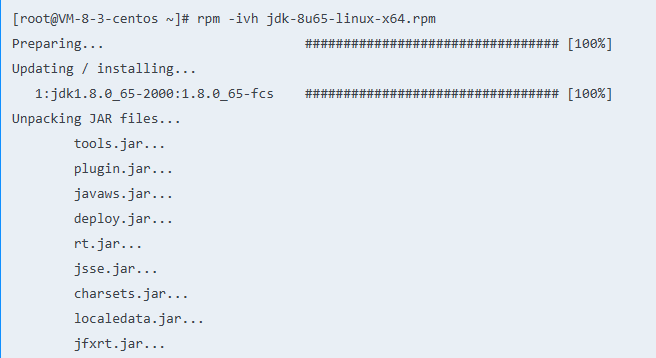 [root@VM-8-3-centos ~]# rpm -ivh jdk-8u65-linux-x64.rpm
Preparing...                          ################################# [100%]
Updating / installing...
   1:jdk1.8.0_65-2000:1.8.0_65-fcs    ################################# [100%]
Unpacking JAR files...
        tools.jar...
        plugin.jar...
        javaws.jar...
        deploy.jar...
        rt.jar...
        jsse.jar...
        charsets.jar...
        localedata.jar...
        jfxrt.jar...